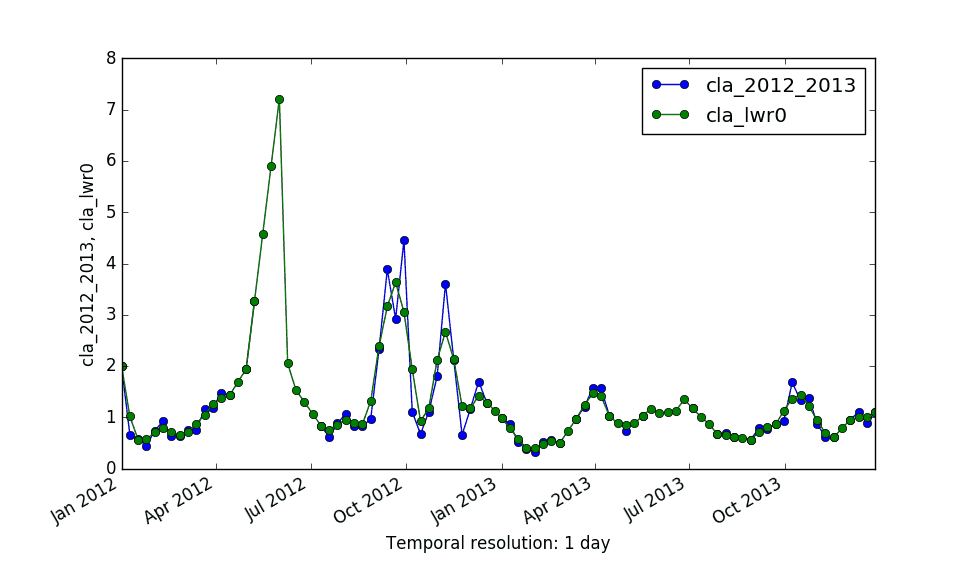 8
7
6
5
4
3
2
1
0
cla_2012_2013, cla_lwr0
cla_2012_2013
cla_lwr0
Jan 2012
Apr 2012
Jul 2012
Oct 2012
Jan 2013
Apr 2013
Jul 2013
Oct 2013
Temporal resolution: 1 day